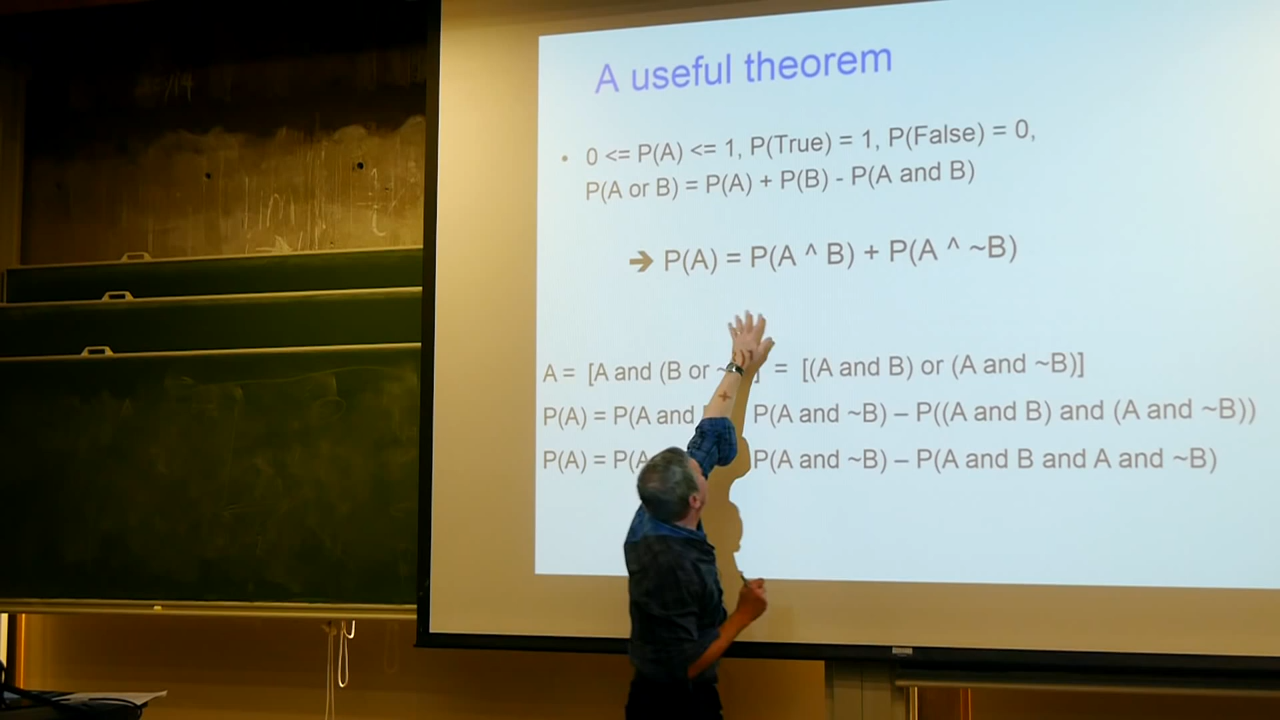 A useful theorem
• 0 <= P(A) <= 1, P(True) = 1, P(False) = 0,
P(A or B) = P(A) + P(B) - P(A and B)
➔ P(A) = P(A ^ B) + P(A ^ ~B)
A = [A and (B or ~ ] = [(A and B) or (A and ~B)]
P(A) = P(A and P(A and ~B) – P((A and B) and (A and ~B))
P(A) = P(A P(A and ~B) – P(A and B and A and ~B)